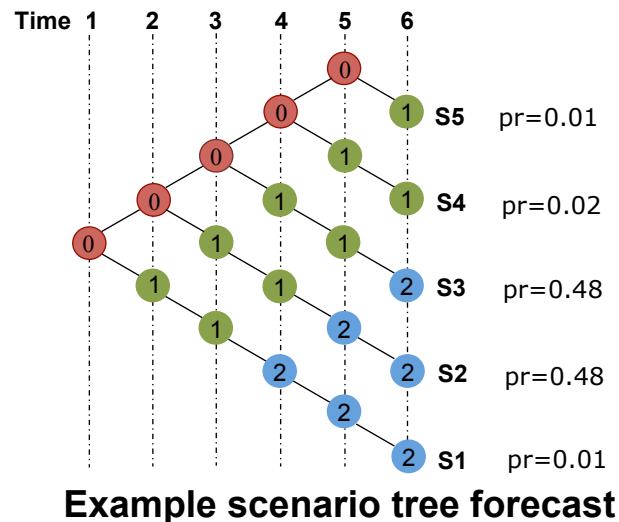 Time 1 2 3 4 5 6
0
0 1 S5 pr=0.01
0 1
0 1 1 S4 pr=0.02
0 1 1
1 1 2 S3 pr=0.48
1 2
2 2 S2 pr=0.48
2
2 S1 pr=0.01
Example scenario tree forecast